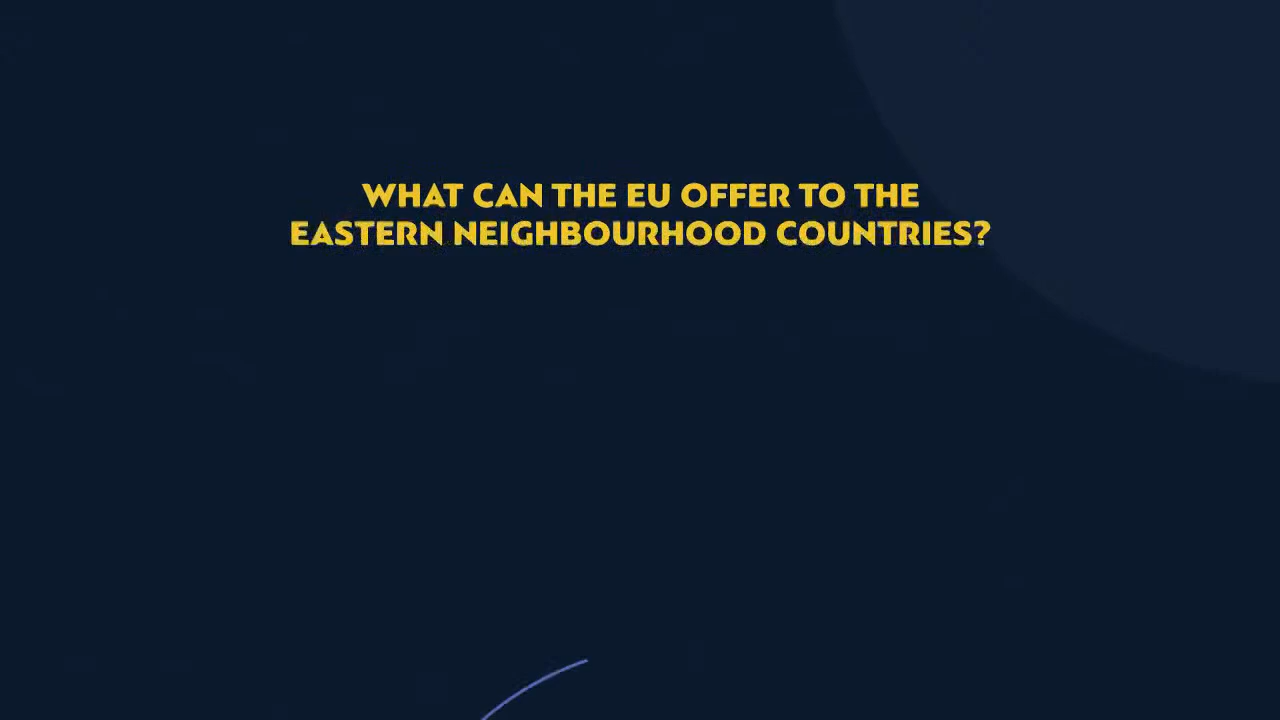 WHAT CAN THE EU OFFER TO THE
EASTERN NEIGHBOURHOOD COUNTRIES?